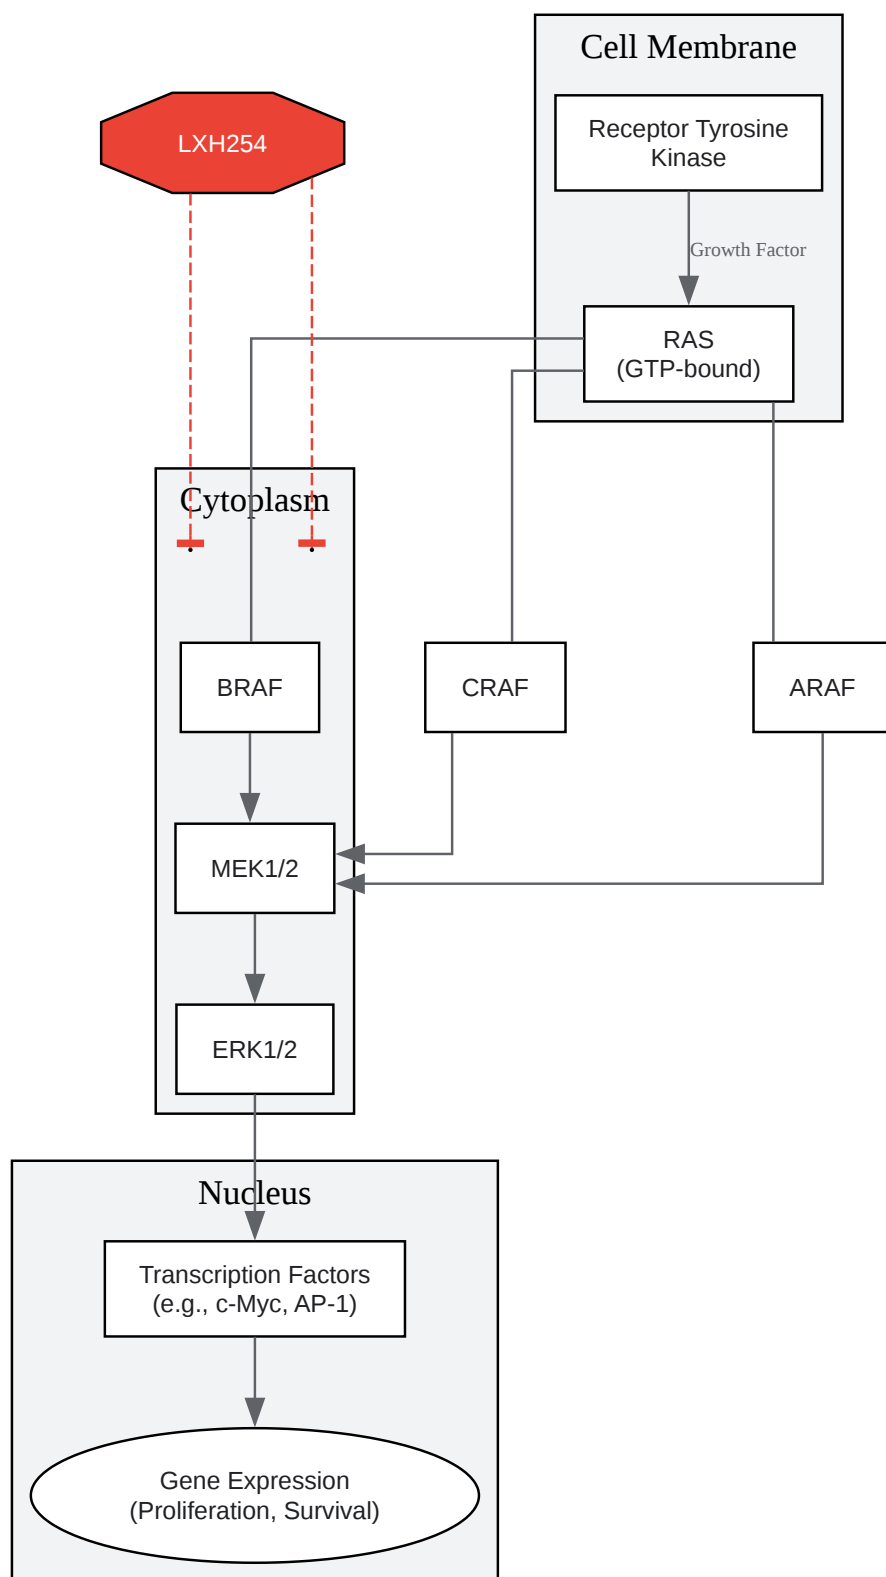 Cell Membrane
LXH254
Receptor Tyrosine
Kinase
Growth Factor
RAS
(GTP-bound)
Cytoplasm
BRAF
CRAF
ARAF
MEK1/2
ERK1/2
Nucleus
Transcription Factors
(e.g., c-Myc, AP-1)
Gene Expression
(Proliferation, Survival)